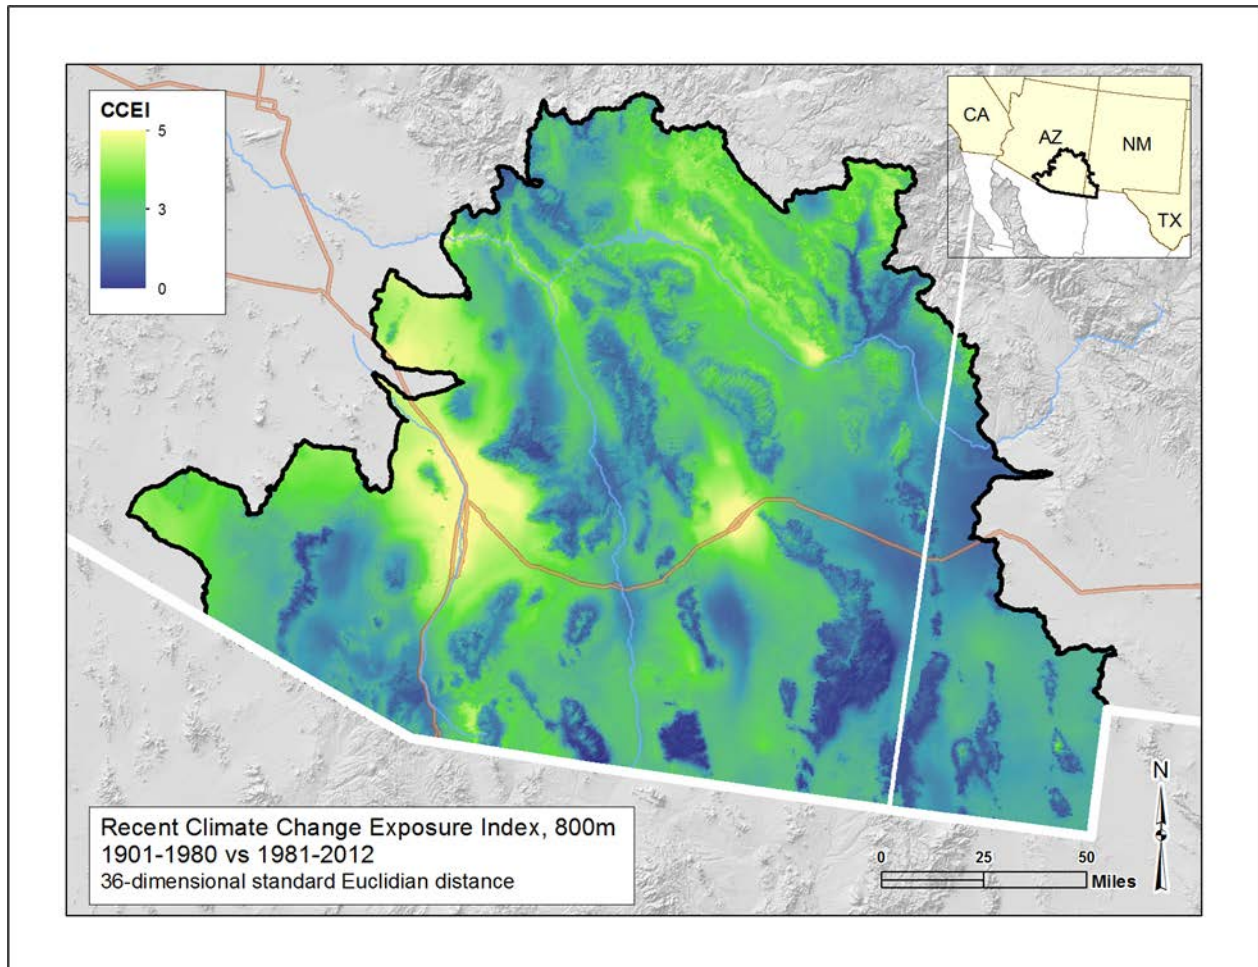 CCEI
5
3
0
CA
AZ
NM
TX
N
Recent Climate Change Exposure Index, 800m
1901-1980 vs 1981-2012
36-dimensional standard Euclidian distance
0 25 50
Miles